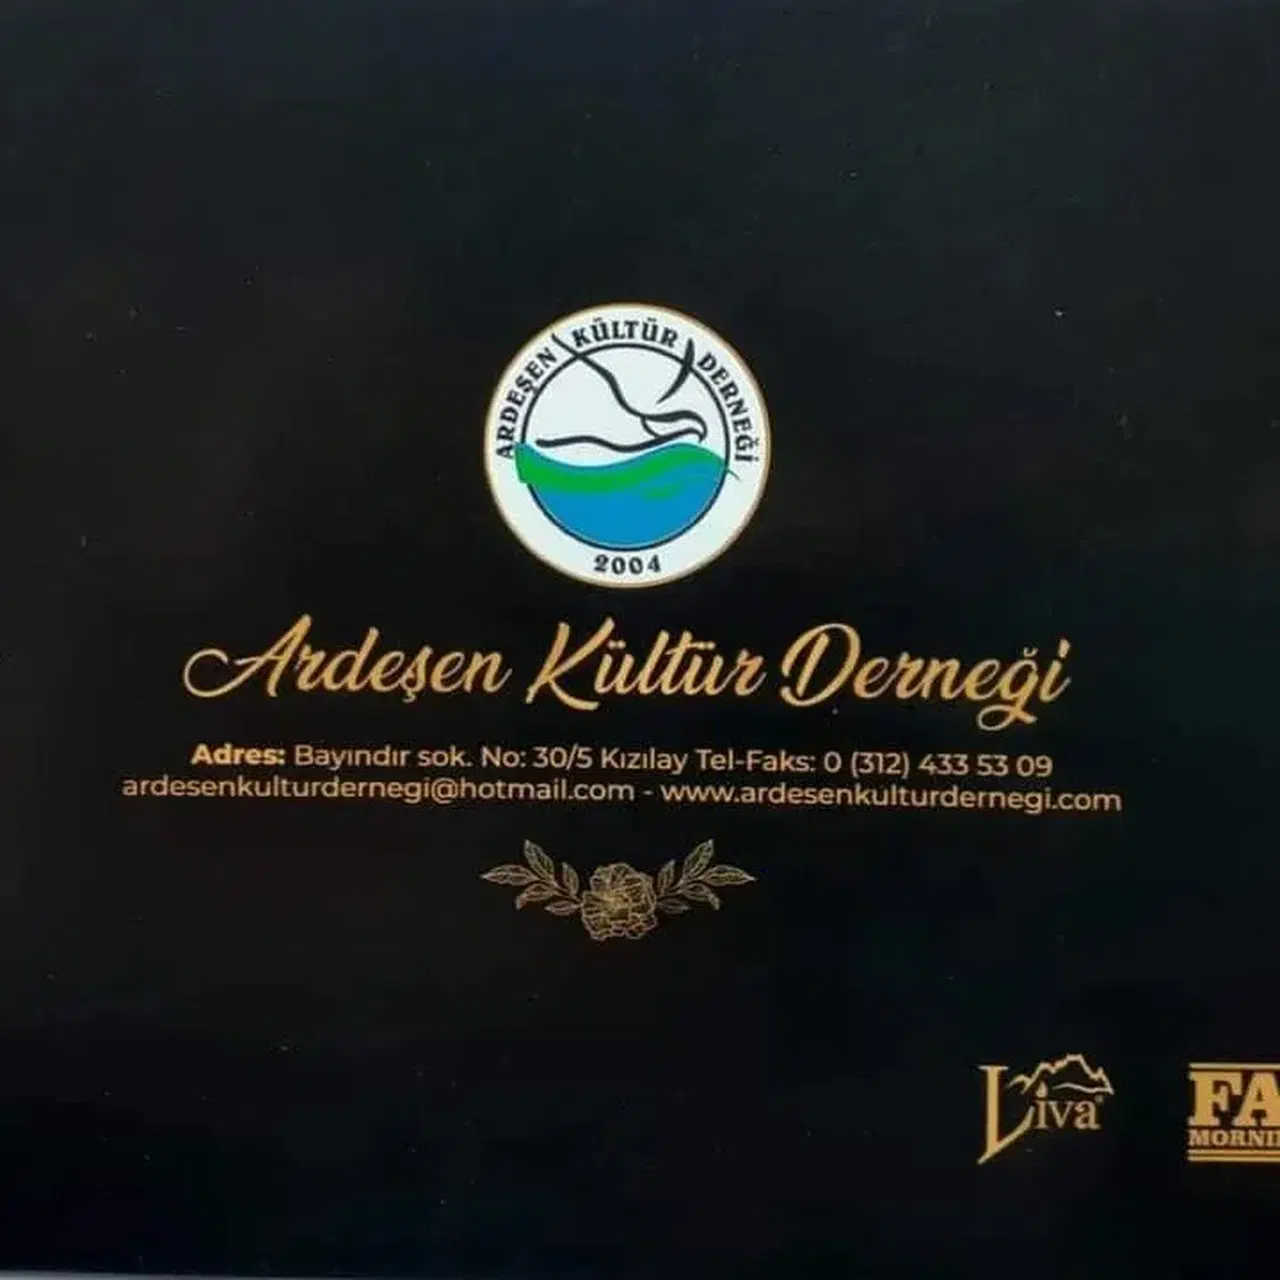 ARDEŞEN KÜLTÜR DERNEĞİ
2004
Ardeşen Kültür Derneği
Adres: Bayındır sok. No: 30/5 Kızılay Tel-Faks: 0 (312) 433 53 09
ardesenkulturdernegi@hotmail.com - www.ardesenkulturdernegi.com
Liva